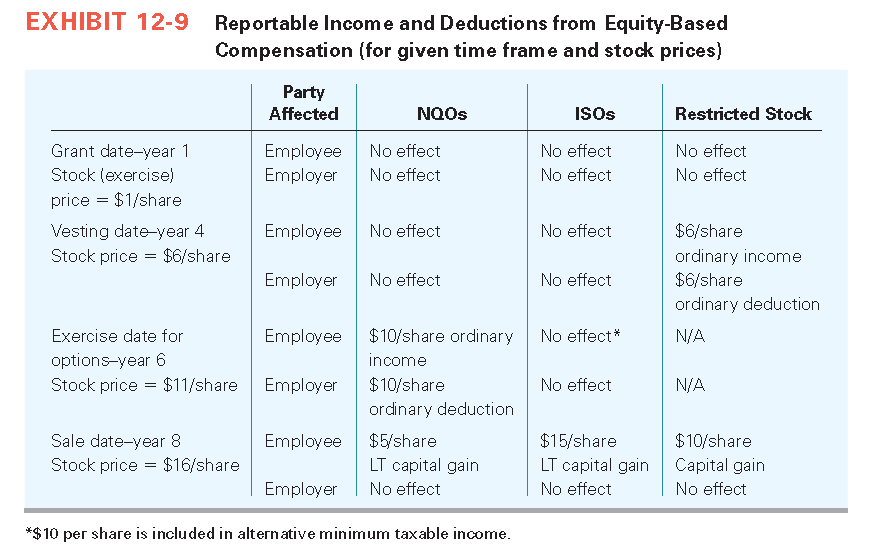 EXHIBIT 12-9 Reportable Income and Deductions from Equity-Based
Compensation (for given time frame and stock prices)
Party
Affected NQOs ISOs Restricted Stock
Grant date–year 1 Employee No effect No effect No effect
Stock (exercise) Employer No effect No effect No effect
price = $1/share
Vesting date–year 4 Employee No effect No effect $6/share
Stock price = $6/share ordinary income
Employer No effect No effect $6/share
ordinary deduction
Exercise date for Employee $10/share ordinary No effect* N/A
options–year 6 income
Stock price = $11/share Employer $10/share No effect N/A
ordinary deduction
Sale date–year 8 Employee $5/share $15/share $10/share
Stock price = $16/share LT capital gain LT capital gain Capital gain
Employer No effect No effect No effect
*$10 per share is included in alternative minimum taxable income.